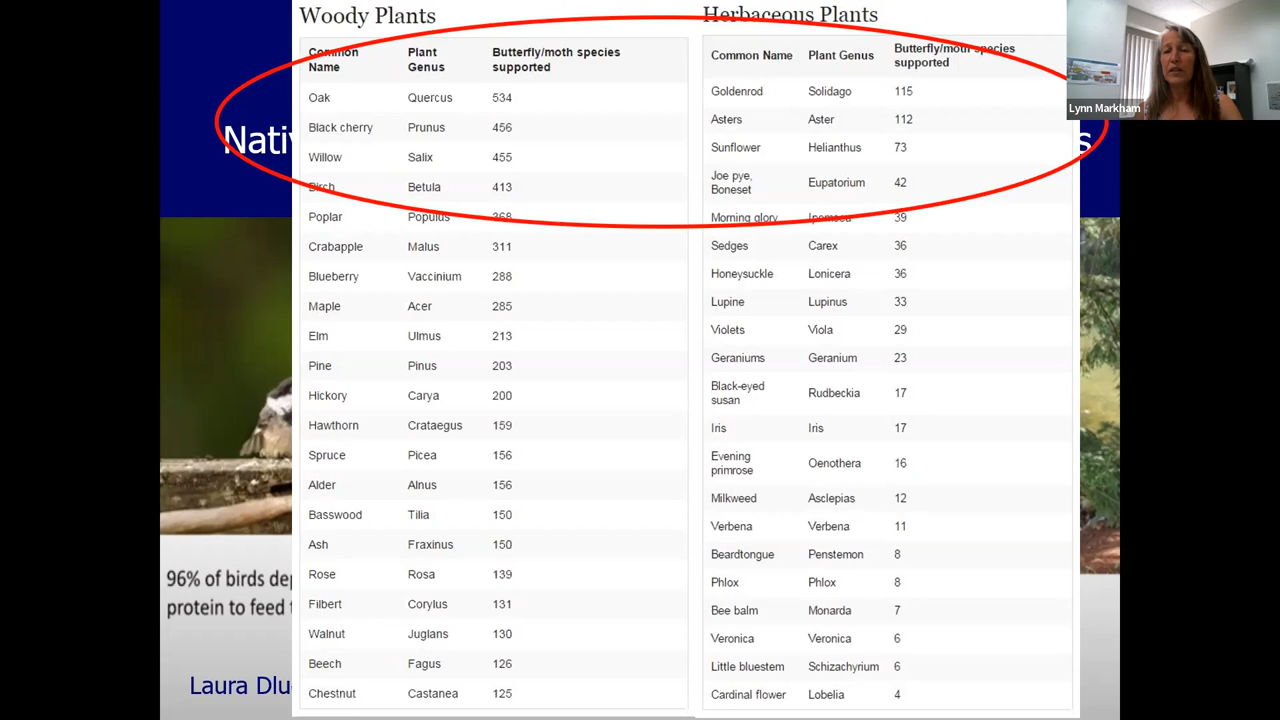 Woody Plants
Common Name Plant Genus Butterfly/moth species supported
Oak Quercus 534
Black cherry Prunus 456
Willow Salix 455
Birch Betula 413
Poplar Populus 368
Crabapple Malus 311
Blueberry Vaccinium 288
Maple Acer 285
Elm Ulmus 213
Pine Pinus 203
Hickory Carya 200
Hawthorn Crataegus 159
Spruce Picea 156
Alder Alnus 156
Basswood Tilia 150
Ash Fraxinus 150
Rose Rosa 139
Filbert Corylus 131
Walnut Juglans 130
Beech Fagus 126
Chestnut Castanea 125
Herbaceous Plants
Common Name Plant Genus Butterfly/moth species supported
Goldenrod Solidago 115
Asters Aster 112
Sunflower Helianthus 73
Joe pye, Boneset Eupatorium 42
Morning glory Ipomoea 39
Sedges Carex 36
Honeysuckle Lonicera 36
Lupine Lupinus 33
Violets Viola 29
Geraniums Geranium 23
Black-eyed susan Rudbeckia 17
Iris Iris 17
Evening primrose Oenothera 16
Milkweed Asclepias 12
Verbena Verbena 11
Beardtongue Penstemon 8
Phlox Phlox 8
Bee balm Monarda 7
Veronica Veronica 6
Little bluestem Schizachyrium 6
Cardinal flower Lobelia 4
Lynn Markham
96% of birds
protein to feed
Laura